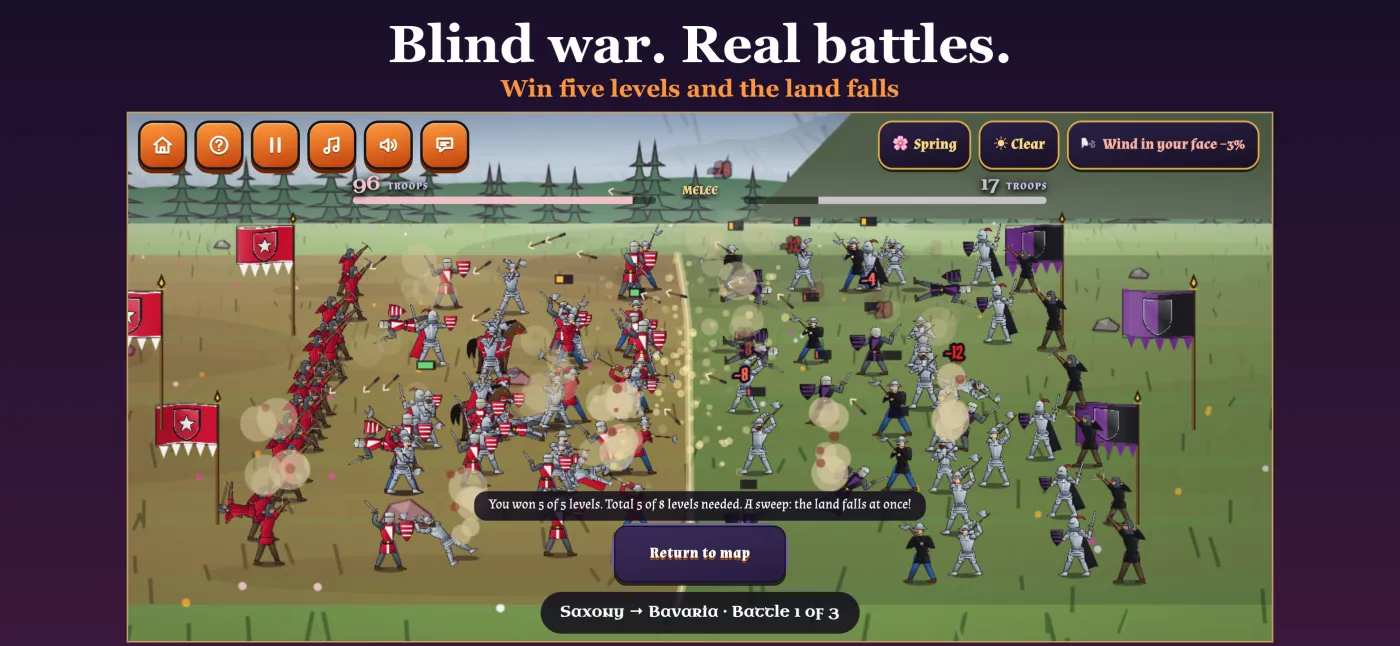 Blind war. Real battles.
Win five levels and the land falls
Spring
Clear
Wind in your face -3%
96 TROOPS
MELEE
17 TROOPS
-12
-4
-12
-8
You won 5 of 5 levels. Total 5 of 8 levels needed. A sweep: the land falls at once!
Return to map
Saxony → Bavaria · Battle 1 of 3